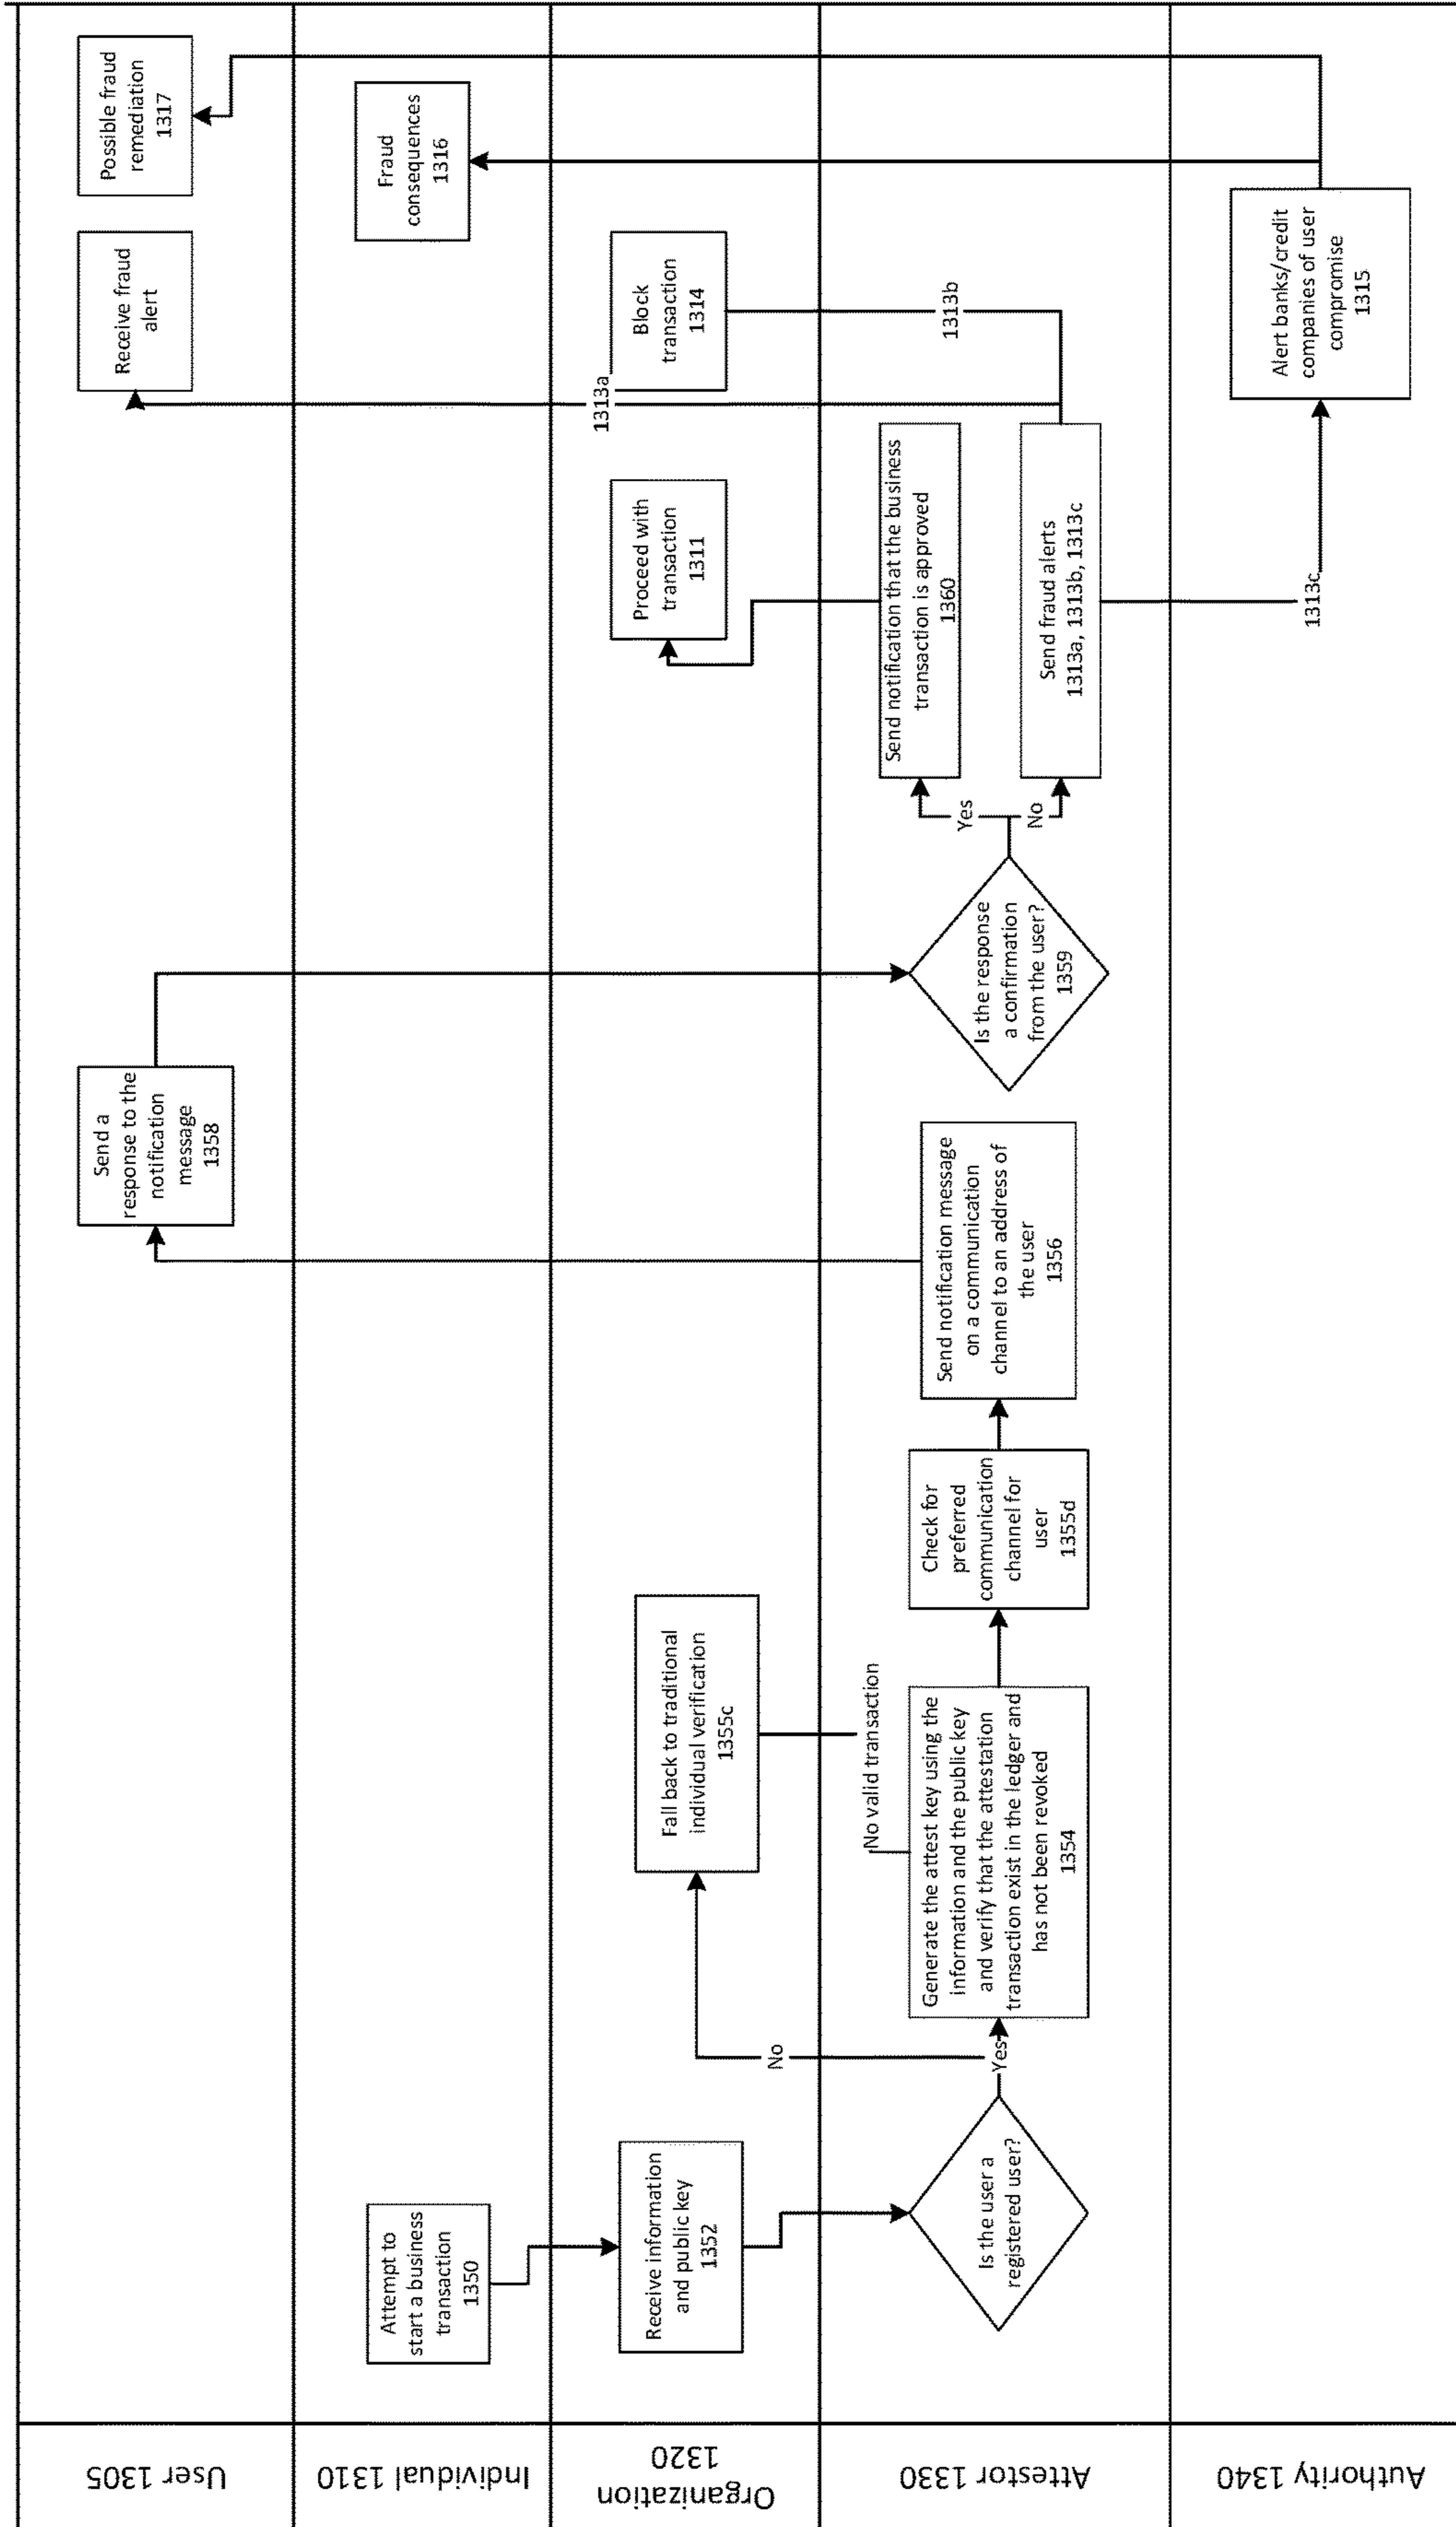 User 1305
Individual 1310
Organization
1320
Attestor 1330
Authority 1340
Attempt to
start a business
transaction
1350
Receive information
and public key
1352
Is the user a
registered user?
No
Yes
Fall back to traditional
individual verification
1355c
Generate the attest key using the
information and the public key
and verify that the attestation
transaction exist in the ledger and
has not been revoked
1354
No valid transaction
Check for
preferred
communication
channel for
user
1355d
Send notification message
on a communication
channel to an address of
the user
1356
Send a
response to the
notification
message
1358
Is the response
a confirmation
from the user?
1359
Yes
No
Send notification that the business
transaction is approved
1360
Proceed with
transaction
1311
Send fraud alerts
1313a, 1313b, 1313c
1313a
1313b
1313c
Receive fraud
alert
Block
transaction
1314
Alert banks/credit
companies of user
compromise
1315
Fraud
consequences
1316
Possible fraud
remediation
1317